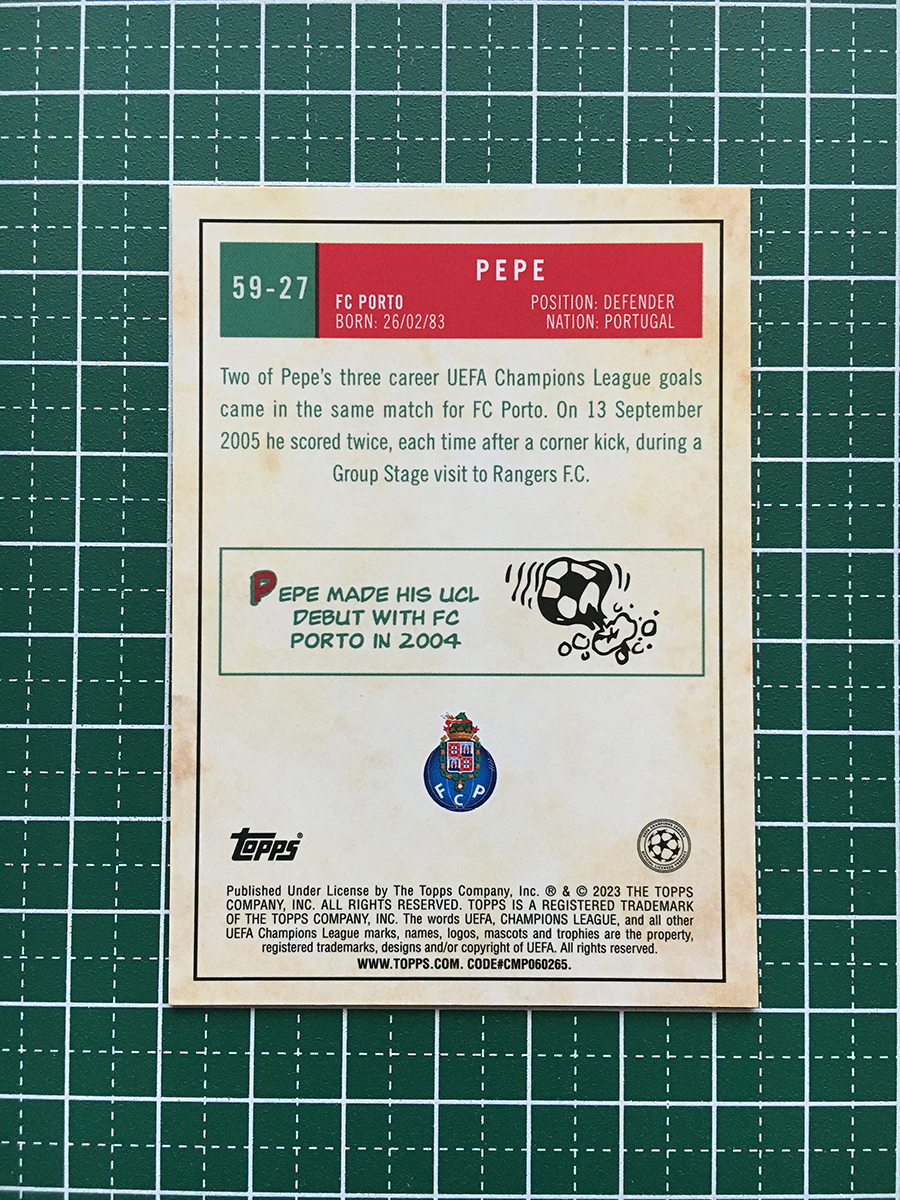 59-27
PEPE
FC PORTO
POSITION: DEFENDER
BORN: 26/02/83
NATION: PORTUGAL
Two of Pepe's three career UEFA Champions League goals
came in the same match for FC Porto. On 13 September
2005 he scored twice, each time after a corner kick, during a
Group Stage visit to Rangers F.C.
PEPE MADE HIS UCL
DEBUT WITH FC
PORTO IN 2004
FCP
topps®
Published Under License by The Topps Company, Inc. ® & © 2023 THE TOPPS
COMPANY, INC. ALL RIGHTS RESERVED. TOPPS IS A REGISTERED TRADEMARK
OF THE TOPPS COMPANY, INC. The words UEFA, CHAMPIONS LEAGUE, and all other
UEFA Champions League marks, names, logos, mascots and trophies are the property,
registered trademarks, designs and/or copyright of UEFA. All rights reserved.
WWW.TOPPS.COM. CODE#CMP060265.